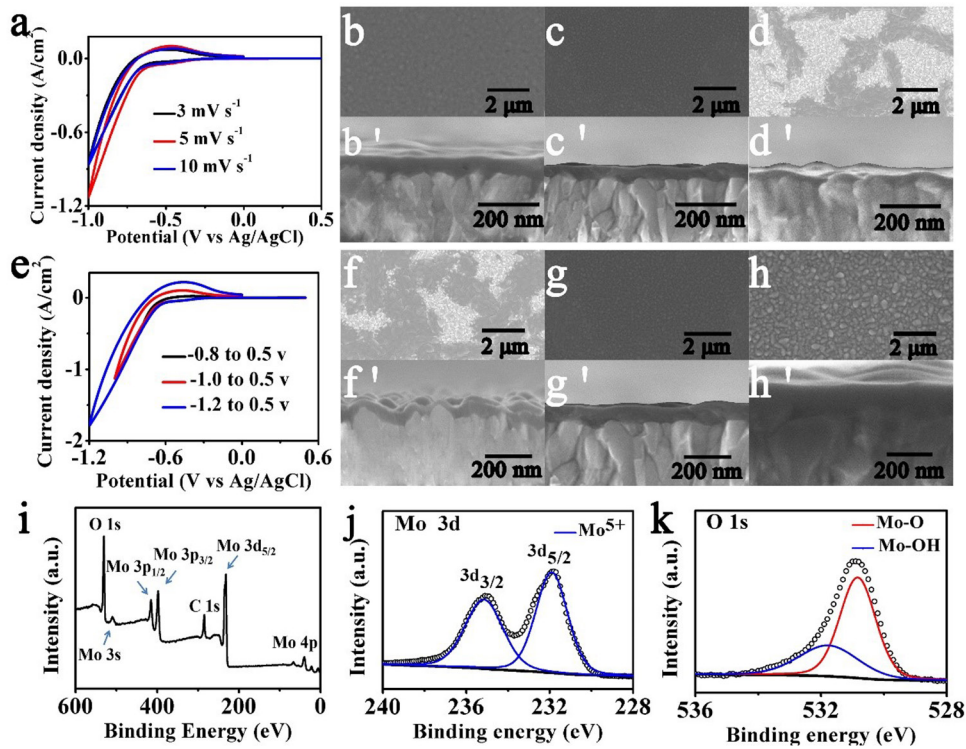 a
Current density (A/cm²)
0.0
-0.6
-1.2
3 mV s⁻¹
5 mV s⁻¹
10 mV s⁻¹
-1.0 -0.5 0.0 0.5
Potential (V vs Ag/AgCl)
b
2 μm
c
2 μm
d
2 μm
b'
200 nm
c'
200 nm
d'
200 nm
e
Current density (A/cm²)
0
-1
-2
-0.8 to 0.5 v
-1.0 to 0.5 v
-1.2 to 0.5 v
-1.2 -0.6 0.0 0.6
Potential (V vs Ag/AgCl)
f
2 μm
g
2 μm
h
2 μm
f'
200 nm
g'
200 nm
h'
200 nm
i
Intensity (a.u.)
O 1s
Mo 3p₁/₂
Mo 3p₃/₂
Mo 3d₅/₂
C 1s
Mo 3s
Mo 4p
600 400 200 0
Binding Energy (eV)
j
Intensity (a.u.)
Mo 3d
Mo⁵⁺
3d₃/₂
3d₅/₂
240 236 232 228
Binding energy (eV)
k
Intensity (a.u.)
O 1s
Mo-O
Mo-OH
536 532 528
Binding energy (eV)